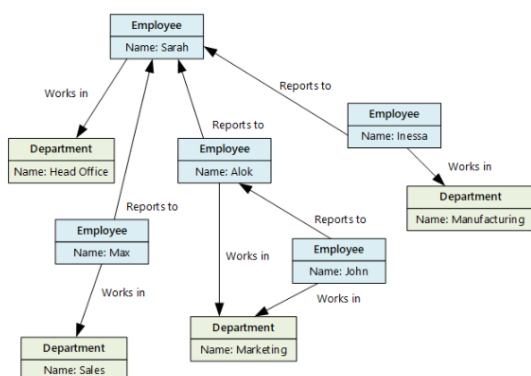 Employee
Name: Sarah
Works in
Reports to
Employee
Name: Inessa
Reports to
Department
Name: Head Office
Employee
Name: Alok
Works in
Department
Name: Manufacturing
Reports to
Reports to
Employee
Name: Max
Employee
Name: John
Works in
Works in
Works in
Department
Name: Marketing
Department
Name: Sales